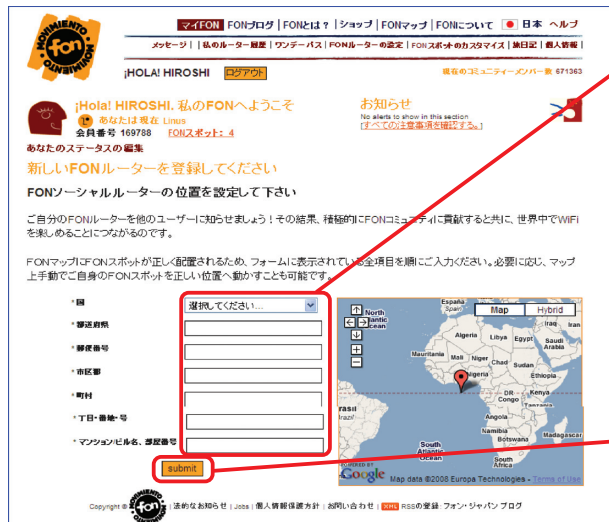 MOVIMIENTO
fon
MOVIMIENTO
マイFON | FONブログ | FONとは? | ショップ | FONマップ | FONについて 日本 ヘルプ
メッセージ | | 私のルーター履歴 | ワンデーパス | FONルーターの設定 | FONスポットのカスタマイズ | 旅日記 | 個人情報 |
¡HOLA! HIROSHI ログアウト 現在のコミュニティーメンバー数 671363
¡Hola! HIROSHI. 私のFONへようこそ
あなたは現在 Linus
会員番号 169788 FONスポット: 4
お知らせ
No alerts to show in this section
[すべての注意事項を確認する。]
あなたのステータスの編集
新しいFONルーターを登録してください
FONソーシャルルーターの位置を設定して下さい
ご自分のFONルーターを他のユーザーに知らせましょう!その結果、積極的にFONコミュニティに貢献すると共に、世界中でWiFi
を楽しめることにつながるのです。
FONマップにFONスポットが正しく配置されるため、フォームに表示されている全項目を順にご入力ください。必要に応じ、マップ
上手動でご自身のFONスポットを正しい位置へ動かすことも可能です。
* 国 選択してください...
* 都道府県
* 郵便番号
* 市区郡
* 町村
* 丁目・番地・号
* マンション/ビル名、部屋番号
submit
North
Atlantic
Ocean
España
Spain
Map
Hybrid
Iraq
Iran
Algeria
Libya
Egypt
Saudi
Arabia
Mauritania
Mali
Niger
Chad
Sudan
Nigeria
Ethiopia
DR
Congo
Kenya
Tanzania
Brasil
Brazil
Angola
Namibia
Botswana
Madagascar
South
Atlantic
Ocean
South
Africa
POWERED BY
Google
Map data ©2008 Europa Technologies - Terms of Use
Copyright © MOVIMIENTO fon | 法的なお知らせ | Jobs | 個人情報保護方針 | お問い合わせ | XML RSSの登録: フォン・ジャパン ブログ